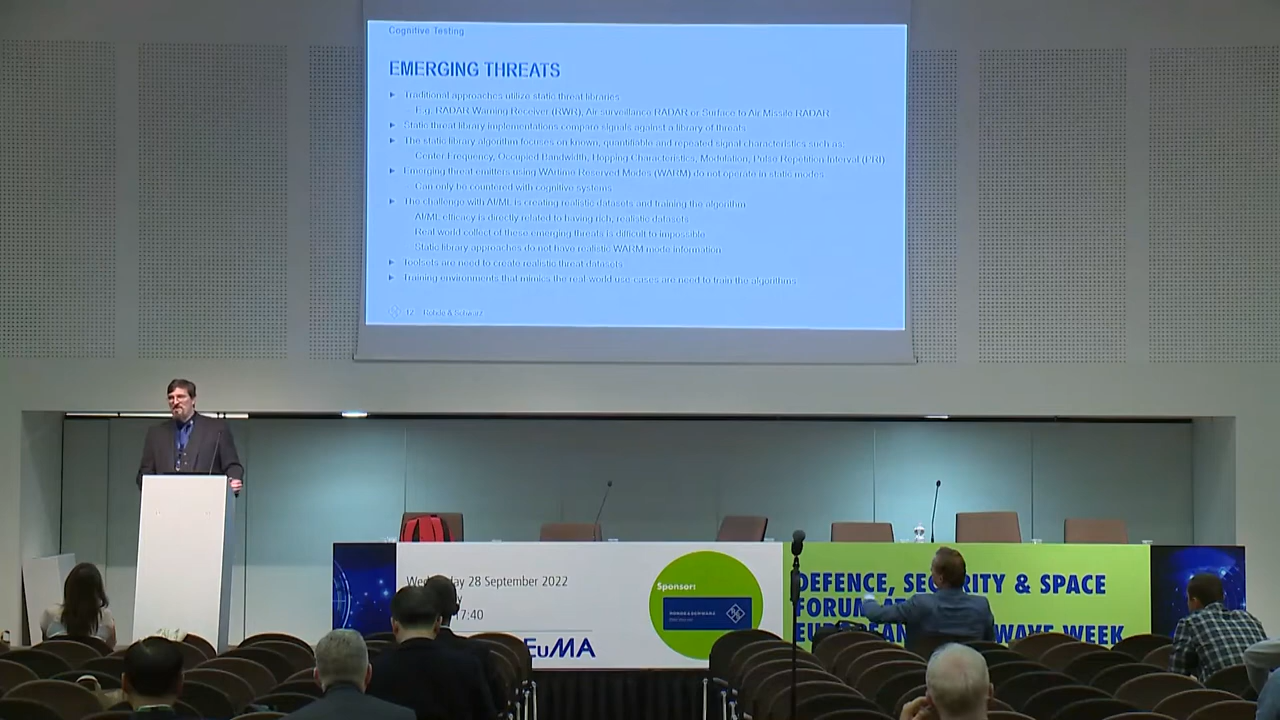 Cognitive Testing
EMERGING THREATS
Traditional approaches utilize static threat libraries
E.g. RADAR Warning Receiver (RWR), Air surveillance RADAR or Surface to Air Missile RADAR
Static threat library implementations compare signals against a library of threats
The static library algorithm focuses on known, quantifiable and repeated signal characteristics such as:
Center Frequency, Occupied Bandwidth, Hopping Characteristics, Modulation, Pulse Repetition Interval (PRI)
Emerging threat emitters using WArtime Reserved Modes (WARM) do not operate in static modes
Can only be countered with cognitive systems
The challenge with AI/ML is creating realistic datasets and training the algorithm
AI/ML efficacy is directly related to having rich, realistic datasets
Real world collect of these emerging threats is difficult to impossible
Static library approaches do not have realistic WARM mode information
Toolsets are need to create realistic threat datasets
Training environments that mimics the real-world use-cases are need to train the algorithms
12 Rohde & Schwarz
28 September 2022
17:40
EuMA
Sponsor:
ROHDE & SCHWARZ
DEFENCE, SECURITY & SPACE
FORUM
WEEK